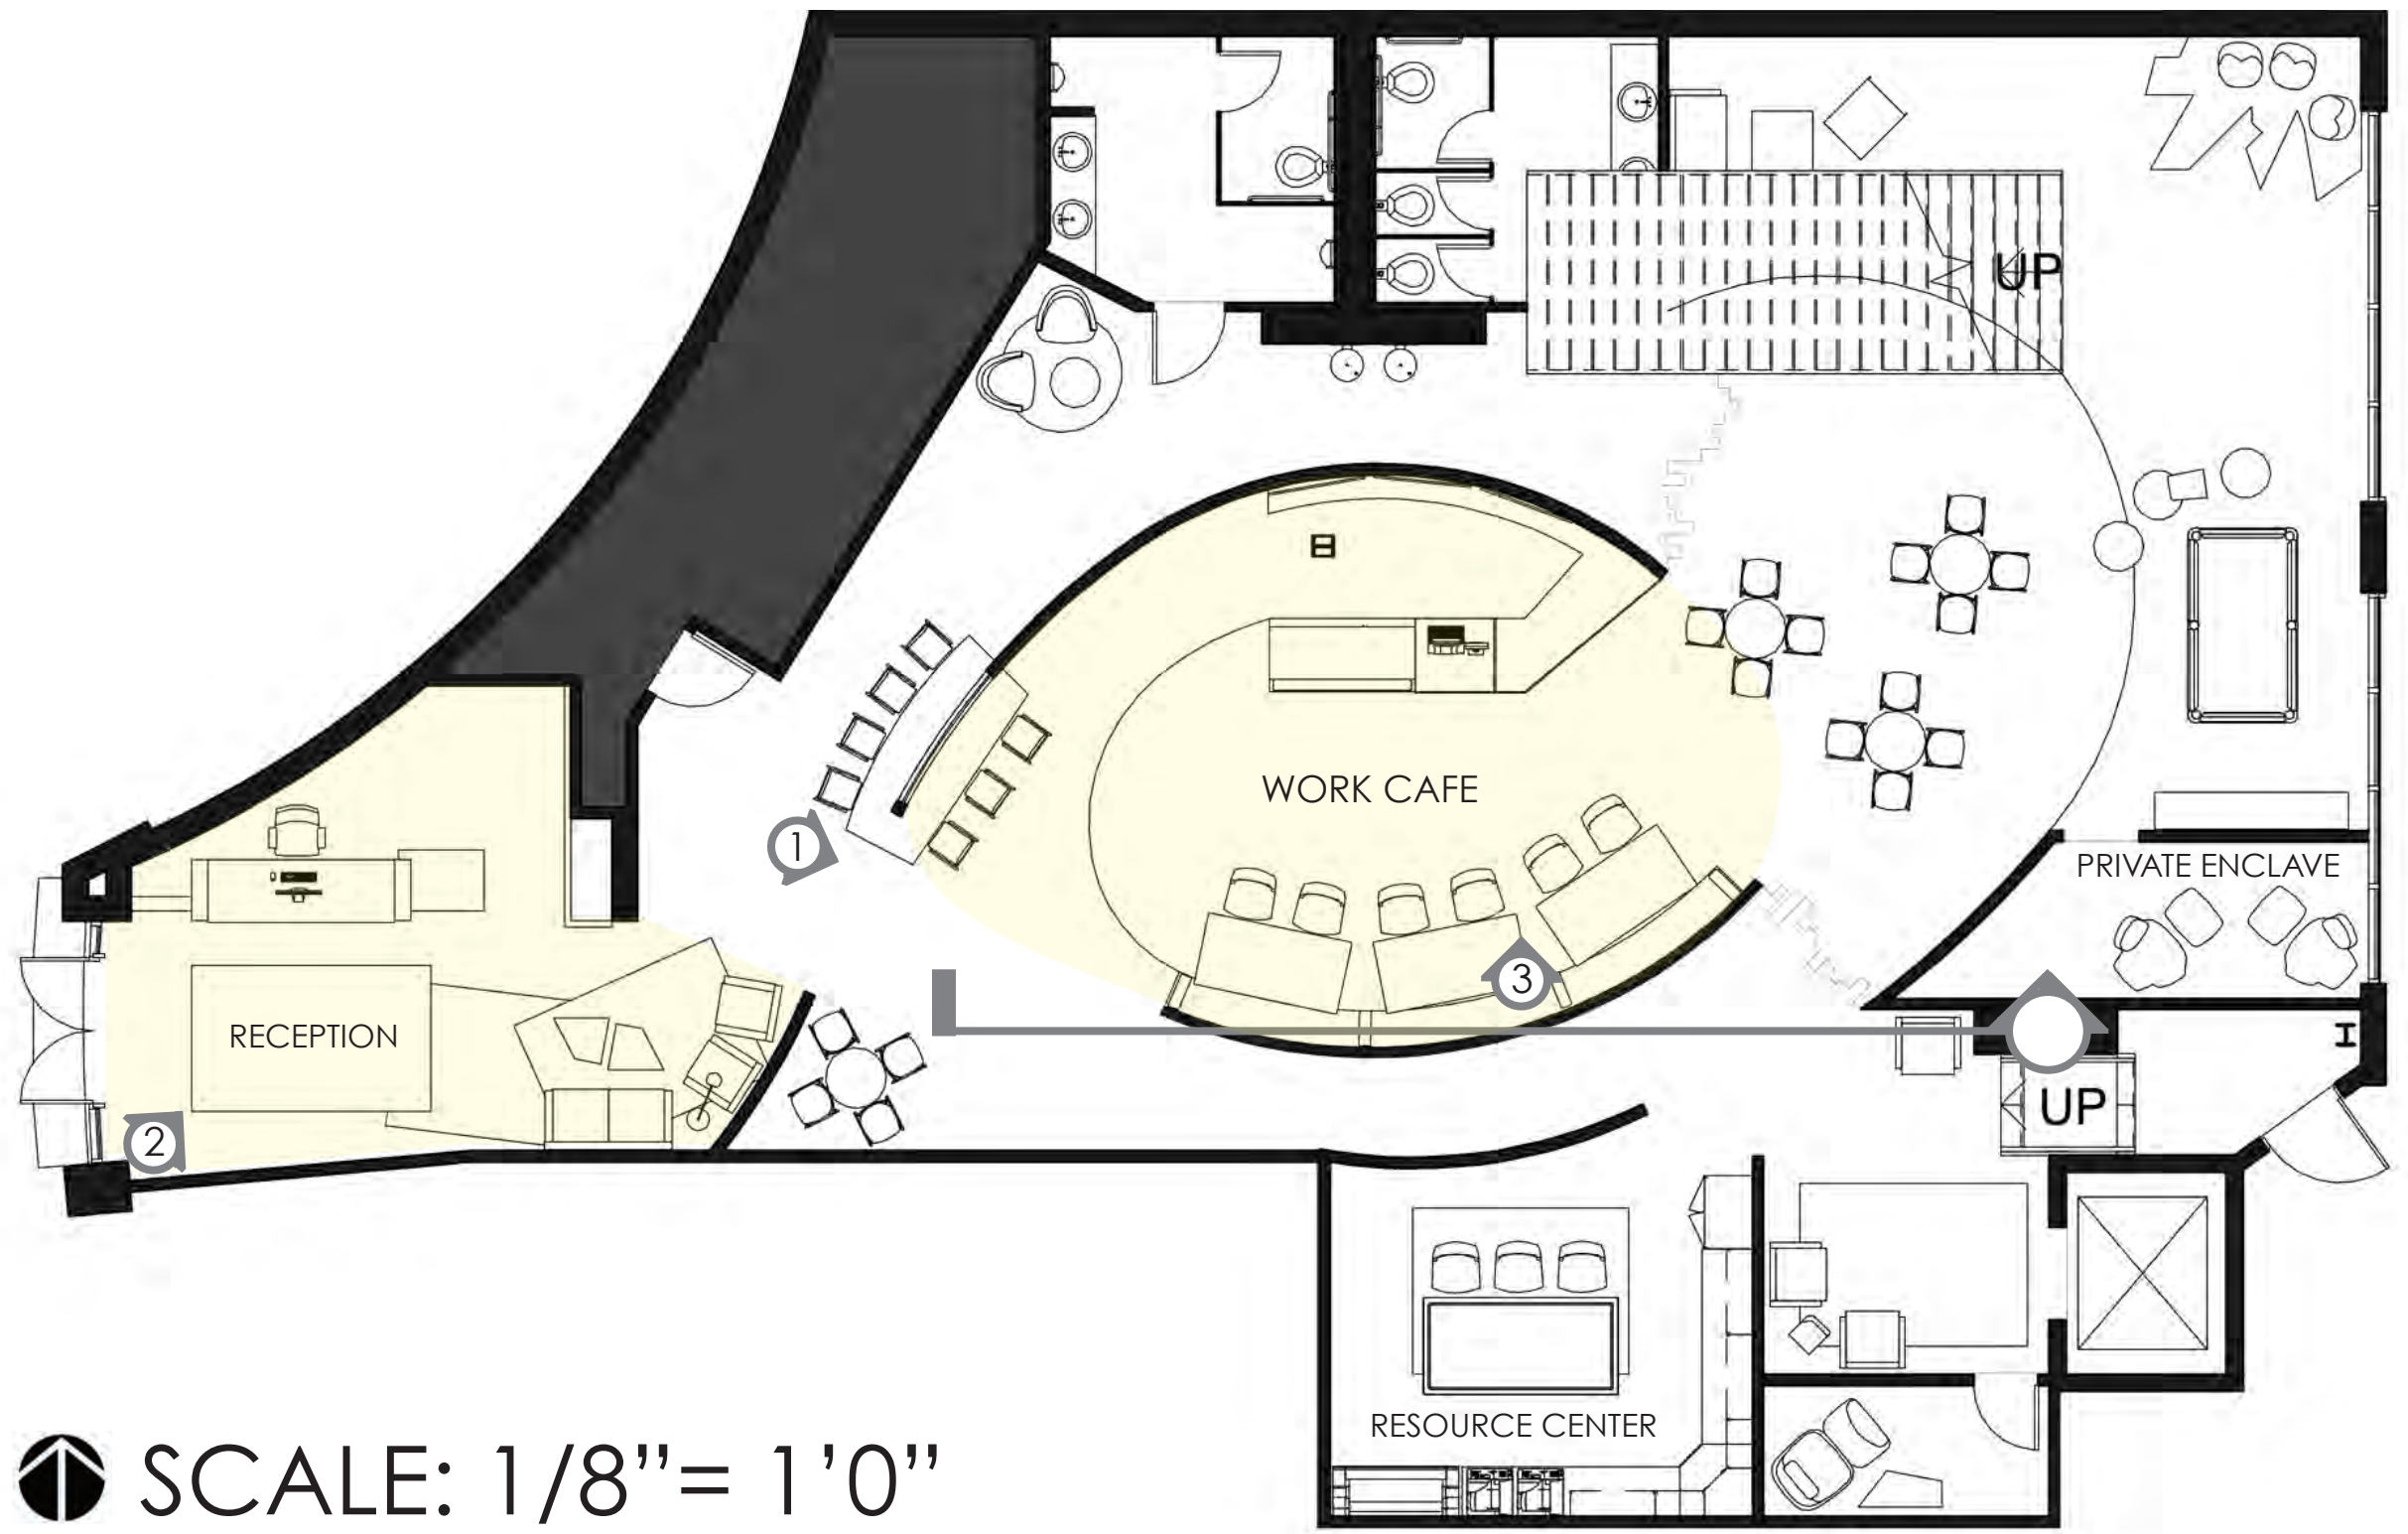 UP
WORK CAFE
PRIVATE ENCLAVE
1
3
RECEPTION
2
UP
RESOURCE CENTER
SCALE: 1/8”= 1’0”